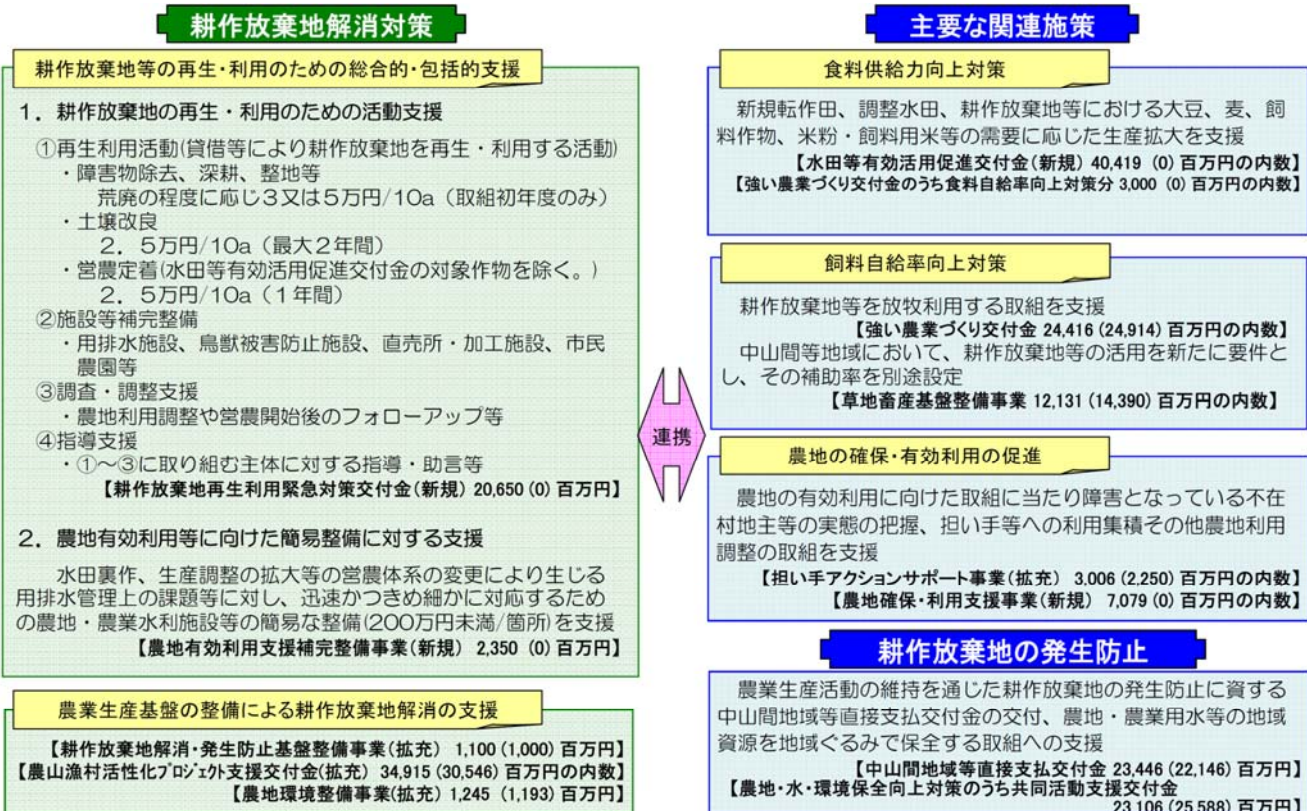 耕作放棄地解消対策
耕作放棄地等の再生・利用のための総合的・包括的支援
１．耕作放棄地の再生・利用のための活動支援
①再生利用活動(貸借等により耕作放棄地を再生・利用する活動)
・障害物除去、深耕、整地等
荒廃の程度に応じ３又は５万円/10a（取組初年度のみ）
・土壌改良
２．５万円/10a（最大２年間）
・営農定着(水田等有効活用促進交付金の対象作物を除く。)
２．５万円/10a（１年間）
②施設等補完整備
・用排水施設、鳥獣被害防止施設、直売所・加工施設、市民
農園等
③調査・調整支援
・農地利用調整や営農開始後のフォローアップ等
④指導支援
・①～③に取り組む主体に対する指導・助言等
【耕作放棄地再生利用緊急対策交付金(新規) 20,650 (0) 百万円】
２．農地有効利用等に向けた簡易整備に対する支援
水田裏作、生産調整の拡大等の営農体系の変更により生じる
用排水管理上の課題等に対し、迅速かつきめ細かに対応するため
の農地・農業水利施設等の簡易な整備(200万円未満/箇所)を支援
【農地有効利用支援補完整備事業(新規) 2,350 (0) 百万円】
農業生産基盤の整備による耕作放棄地解消の支援
【耕作放棄地解消・発生防止基盤整備事業(拡充) 1,100 (1,000) 百万円】
【農山漁村活性化プロジェクト支援交付金(拡充) 34,915 (30,546) 百万円の内数】
【農地環境整備事業(拡充) 1,245 (1,193) 百万円】
連携
主要な関連施策
食料供給力向上対策
新規転作田、調整水田、耕作放棄地等における大豆、麦、飼
料作物、米粉・飼料用米等の需要に応じた生産拡大を支援
【水田等有効活用促進交付金(新規) 40,419 (0) 百万円の内数】
【強い農業づくり交付金のうち食料自給率向上対策分 3,000 (0) 百万円の内数】
飼料自給率向上対策
耕作放棄地等を放牧利用する取組を支援
【強い農業づくり交付金 24,416 (24,914) 百万円の内数】
中山間等地域において、耕作放棄地等の活用を新たに要件と
し、その補助率を別途設定
【草地畜産基盤整備事業 12,131 (14,390) 百万円の内数】
農地の確保・有効利用の促進
農地の有効利用に向けた取組に当たり障害となっている不在
村地主等の実態の把握、担い手等への利用集積その他農地利用
調整の取組を支援
【担い手アクションサポート事業(拡充) 3,006 (2,250) 百万円の内数】
【農地確保・利用支援事業(新規) 7,079 (0) 百万円の内数】
耕作放棄地の発生防止
農業生産活動の維持を通じた耕作放棄地の発生防止に資する
中山間地域等直接支払交付金の交付、農地・農業用水等の地域
資源を地域ぐるみで保全する取組への支援
【中山間地域等直接支払交付金 23,446 (22,146) 百万円】
【農地・水・環境保全向上対策のうち共同活動支援交付金
23,106 (25,588) 百万円】